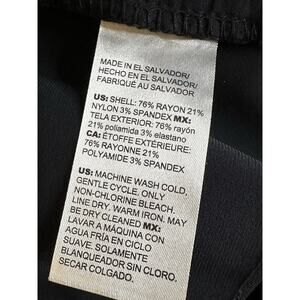 MADE IN EL SALVADOR/
HECHO EN EL SALVADOR/
FABRIQUÉ AU SALVADOR
US: SHELL: 76% RAYON 21%
NYLON 3% SPANDEX MX:
TELA EXTERIOR: 76% rayón
21% poliamida 3% elastano
CA: ÉTOFFE EXTÉRIEURE:
76% RAYONNE 21%
POLYAMIDE 3% SPANDEX
US: MACHINE WASH COLD,
GENTLE CYCLE. ONLY
NON-CHLORINE BLEACH.
LINE DRY. WARM IRON. MAY
BE DRY CLEANED MX:
LAVAR A MÁQUINA CON
AGUA FRÍA EN CICLO
SUAVE. SOLAMENTE
BLANQUEADOR SIN CLORO.
SECAR COLGADO.